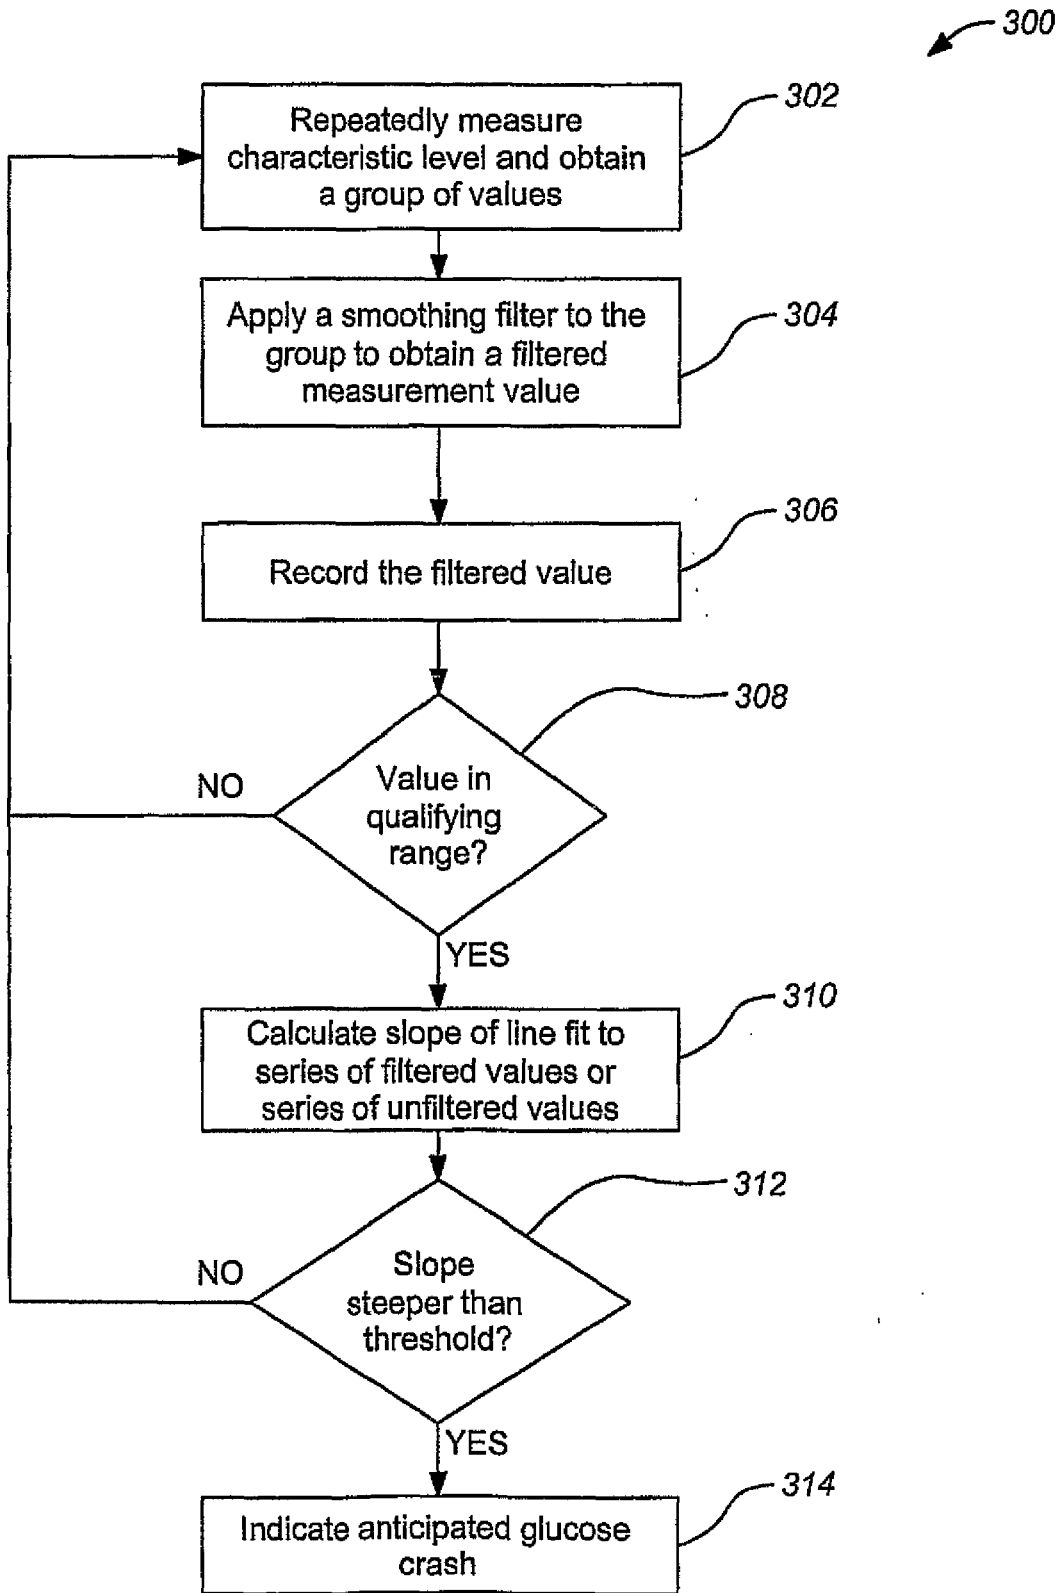 300
302
Repeatedly measure
characteristic level and obtain
a group of values
304
Apply a smoothing filter to the
group to obtain a filtered
measurement value
306
Record the filtered value
308
Value in
qualifying
range?
NO
YES
310
Calculate slope of line fit to
series of filtered values or
series of unfiltered values
312
Slope
steeper than
threshold?
NO
YES
314
Indicate anticipated glucose
crash